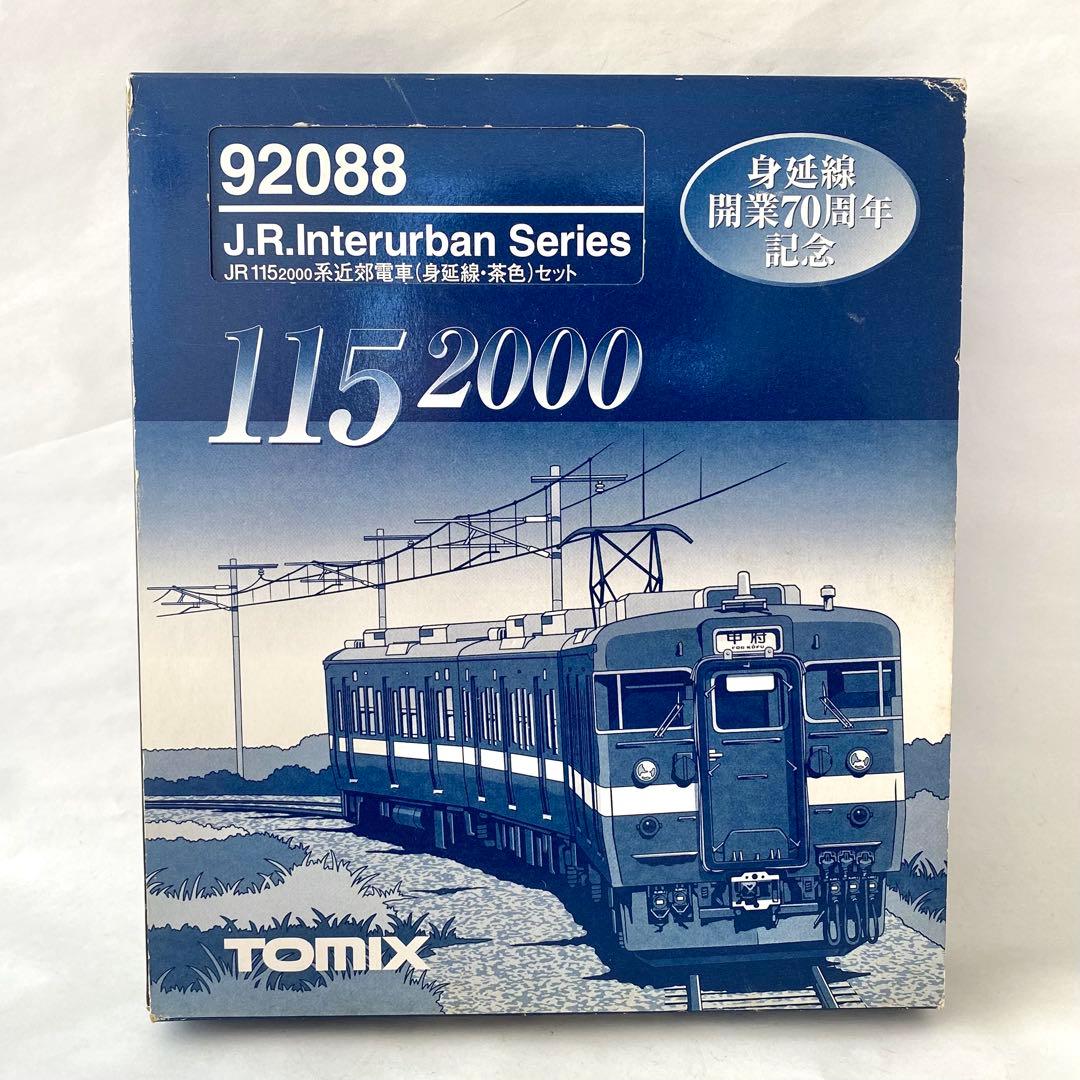 92088
J.R.Interurban Series
JR 115 2000系近郊電車(身延線・茶色)セット
身延線
開業70周年
記念
115 2000
甲府
FOR KŌFU
TOMIX